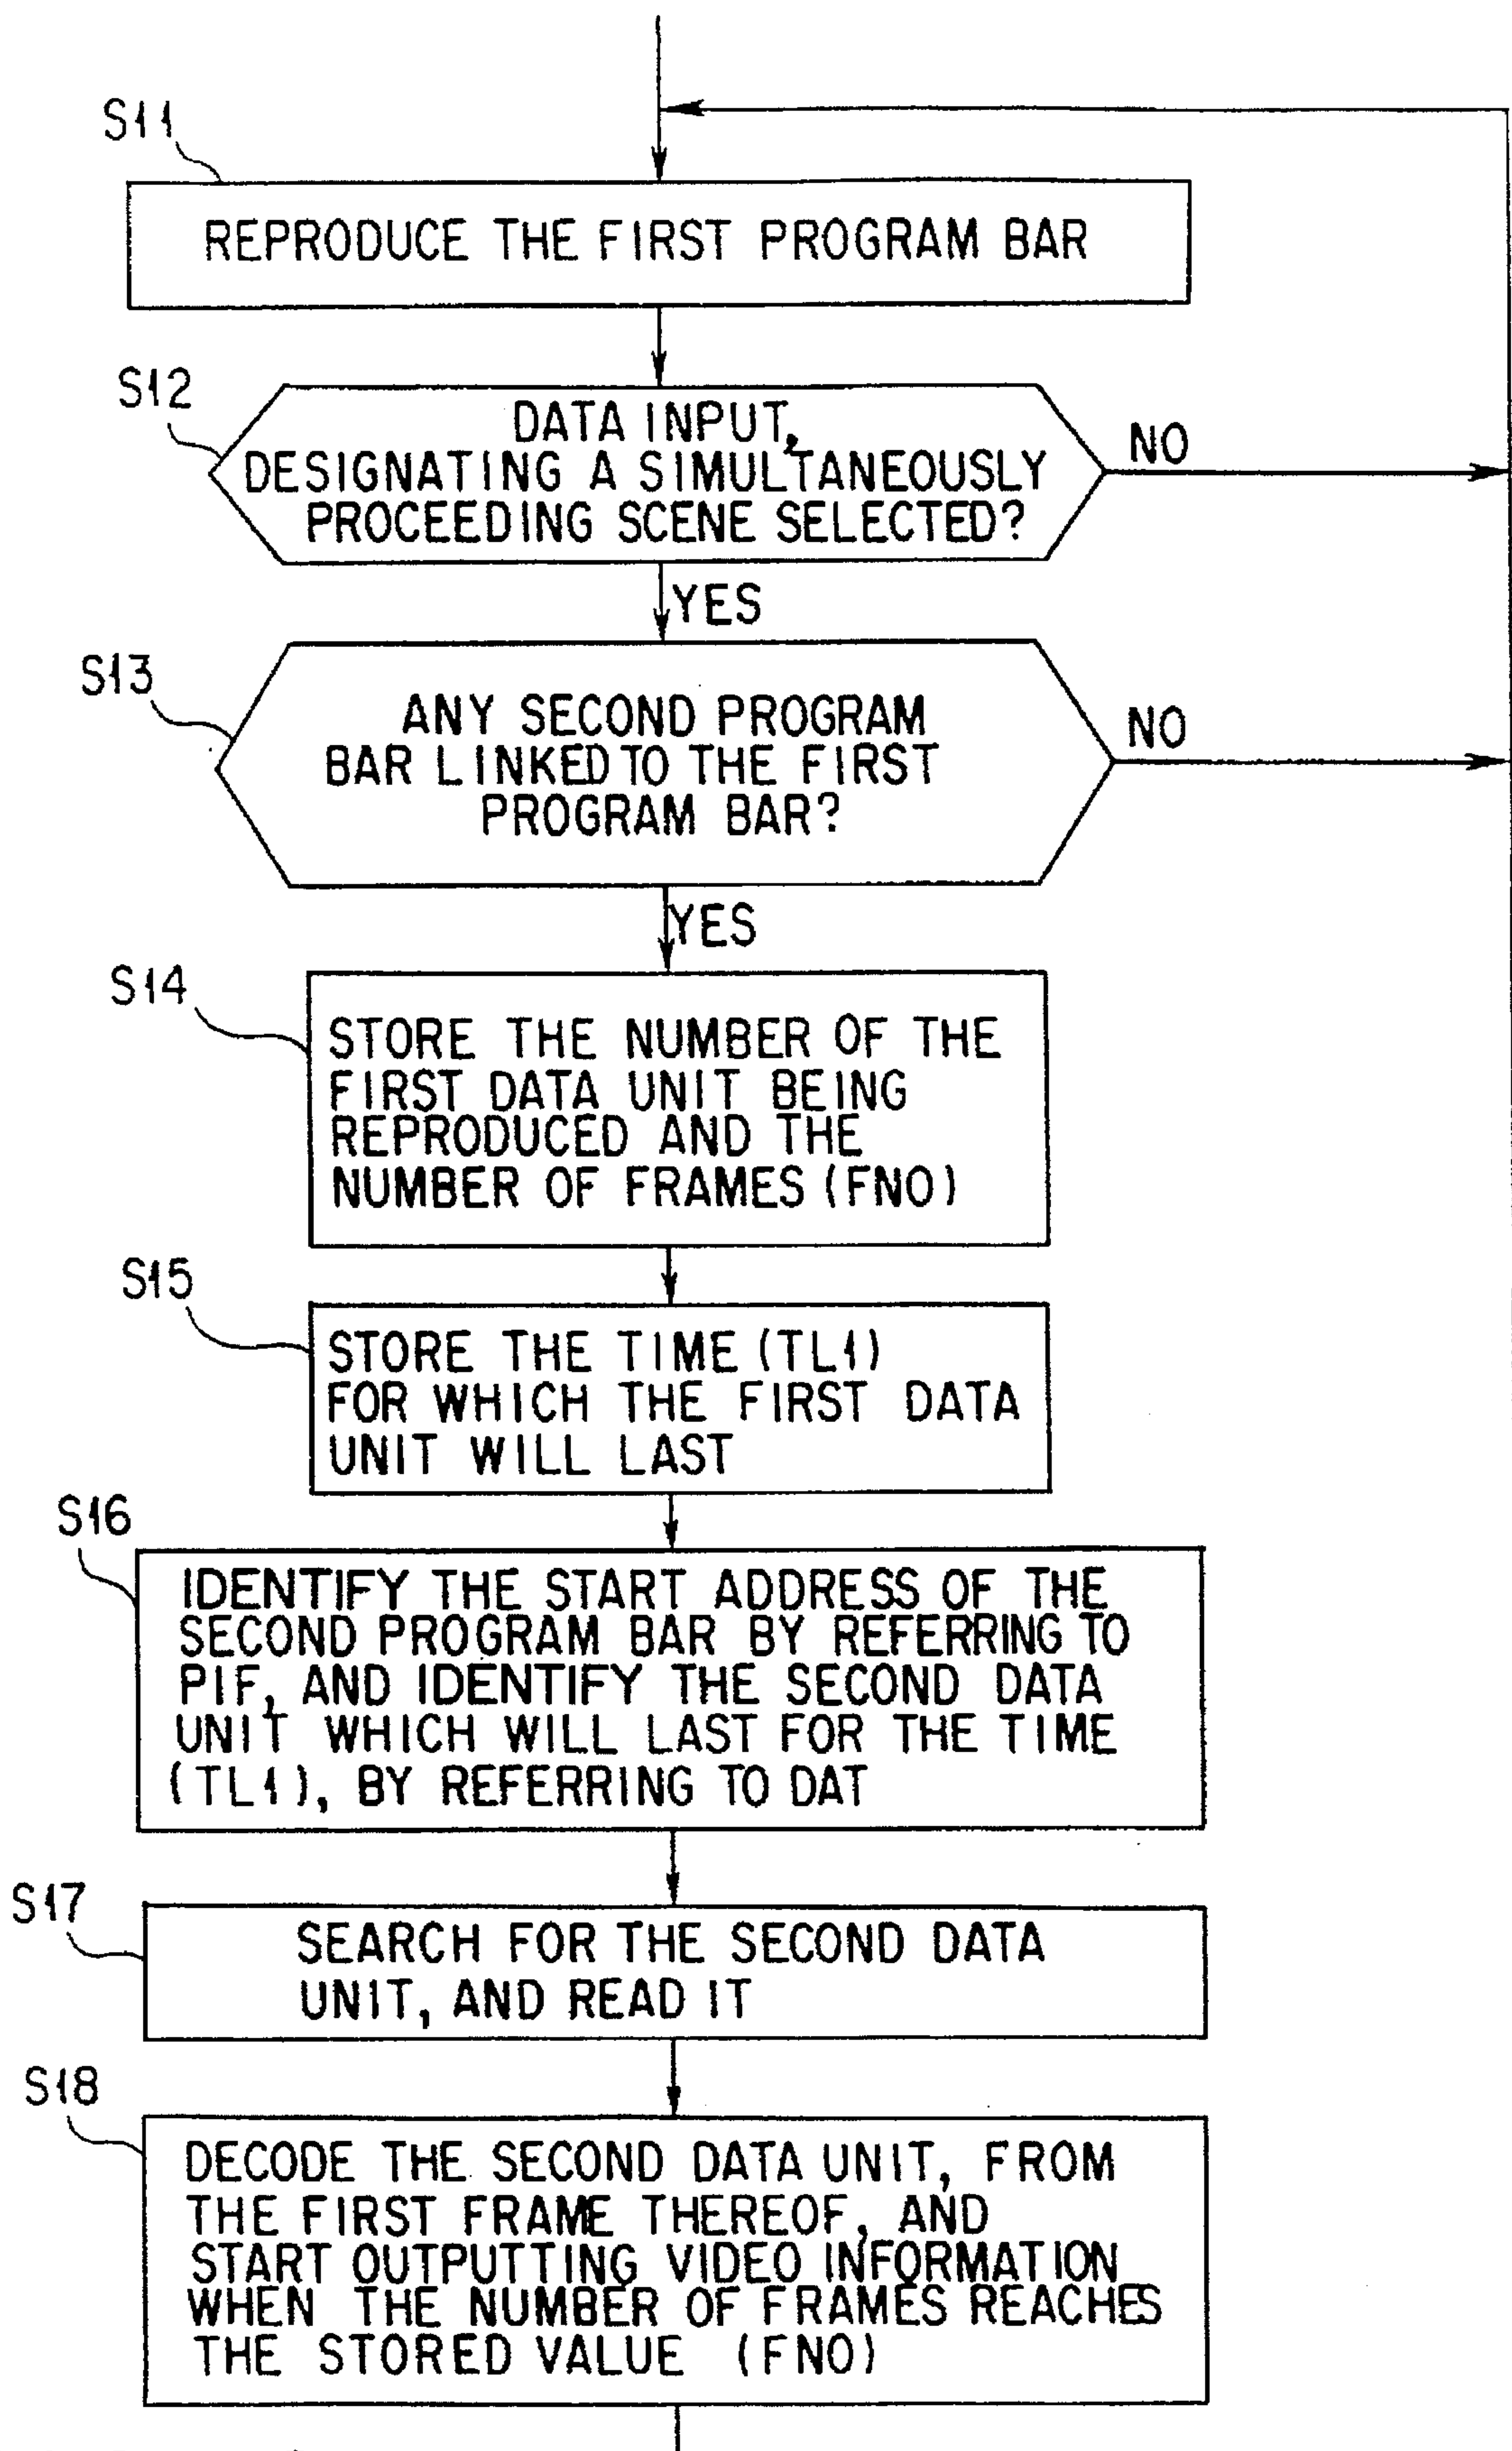 S11
REPRODUCE THE FIRST PROGRAM BAR
S12
DATA INPUT,
DESIGNATING A SIMULTANEOUSLY
PROCEEDING SCENE SELECTED?
NO
YES
S13
ANY SECOND PROGRAM
BAR LINKED TO THE FIRST
PROGRAM BAR?
NO
YES
S14
STORE THE NUMBER OF THE
FIRST DATA UNIT BEING
REPRODUCED AND THE
NUMBER OF FRAMES (FNO)
S15
STORE THE TIME (TL1)
FOR WHICH THE FIRST DATA
UNIT WILL LAST
S16
IDENTIFY THE START ADDRESS OF THE
SECOND PROGRAM BAR BY REFERRING TO
PIF, AND IDENTIFY THE SECOND DATA
UNIT WHICH WILL LAST FOR THE TIME
(TL1), BY REFERRING TO DAT
S17
SEARCH FOR THE SECOND DATA
UNIT, AND READ IT
S18
DECODE THE SECOND DATA UNIT, FROM
THE FIRST FRAME THEREOF, AND
START OUTPUTTING VIDEO INFORMATION
WHEN THE NUMBER OF FRAMES REACHES
THE STORED VALUE (FNO)